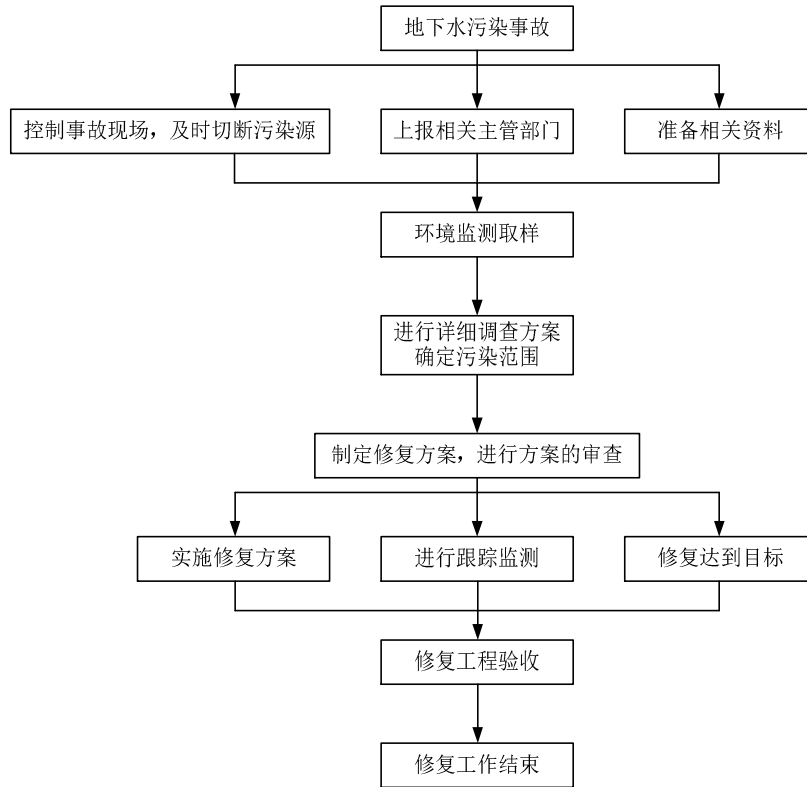 地下水污染事故
控制事故现场，及时切断污染源
上报相关主管部门
准备相关资料
环境监测取样
进行详细调查方案
确定污染范围
制定修复方案，进行方案的审查
实施修复方案
进行跟踪监测
修复达到目标
修复工程验收
修复工作结束